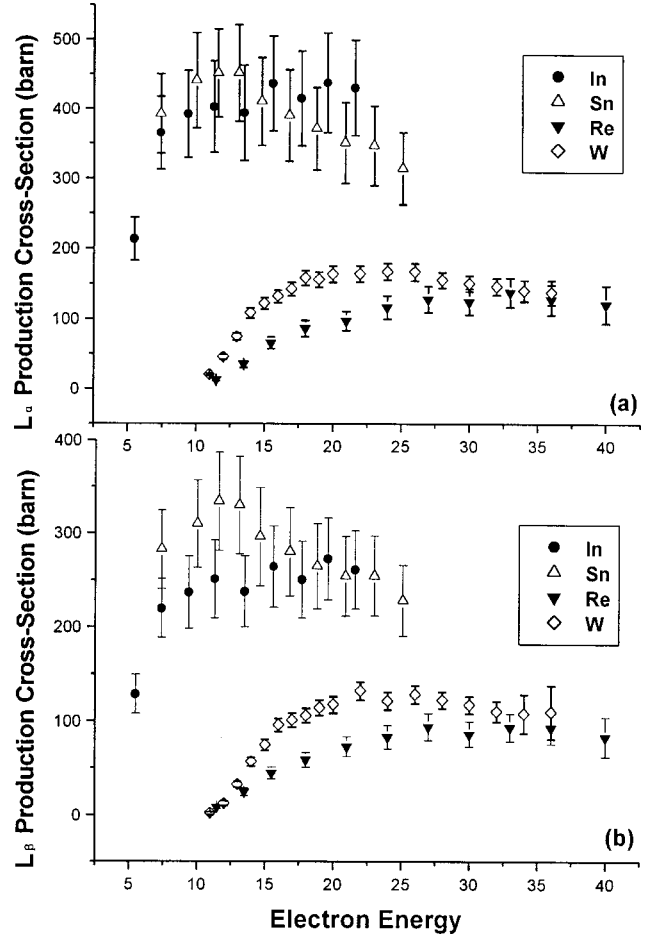 L α Production Cross-Section (barn)
500
400
300
200
100
0
In
Sn
Re
W
(a)
5 10 15 20 25 30 35 40
L β Production Cross-Section (barn)
400
300
200
100
0
In
Sn
Re
W
(b)
5 10 15 20 25 30 35 40
Electron Energy